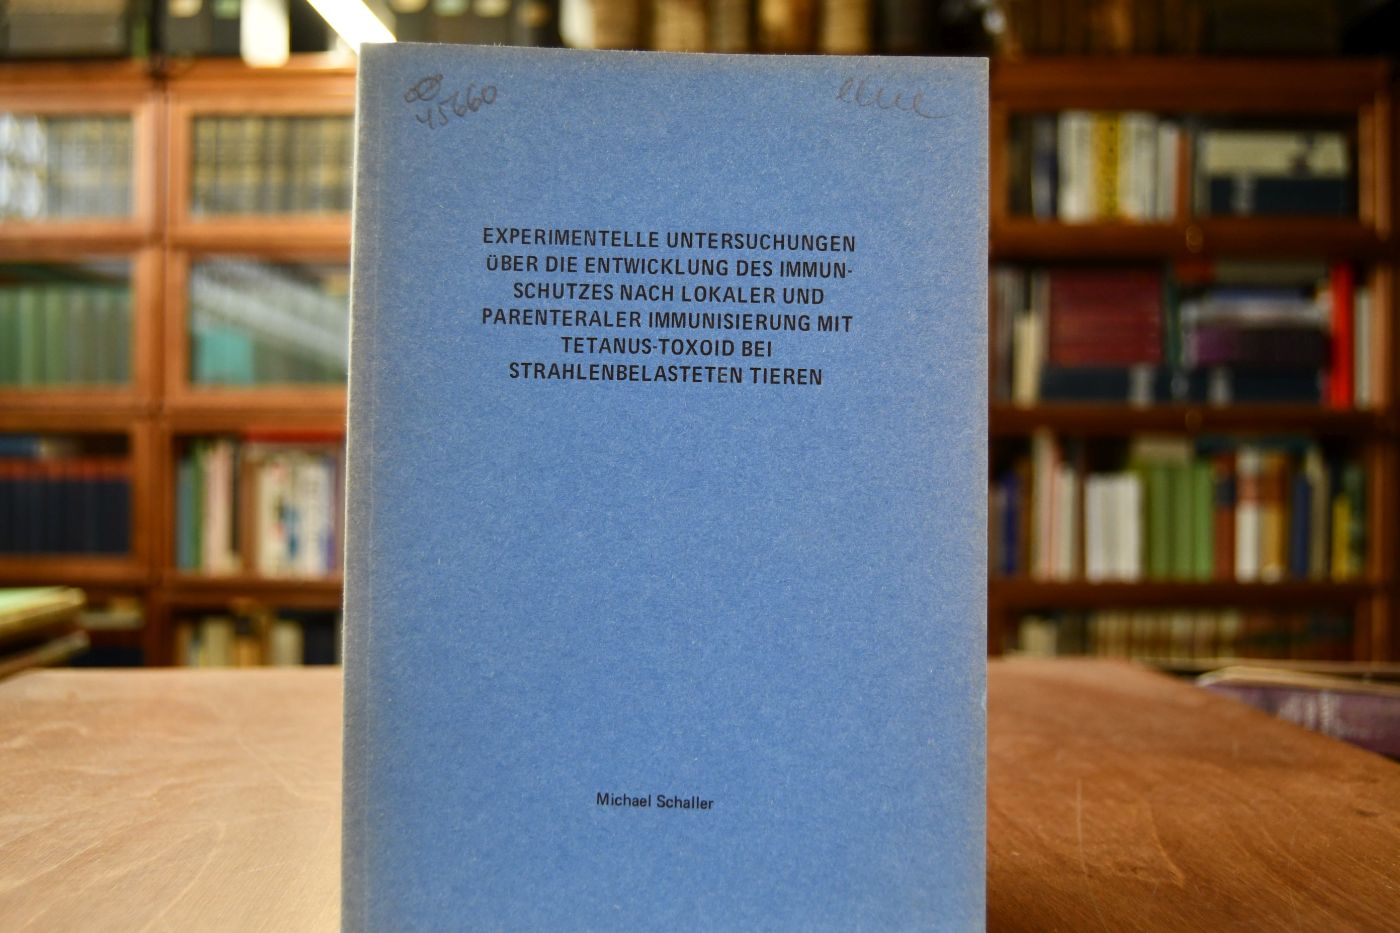 45660
EXPERIMENTELLE UNTERSUCHUNGEN
ÜBER DIE ENTWICKLUNG DES IMMUN-
SCHUTZES NACH LOKALER UND
PARENTERALER IMMUNISIERUNG MIT
TETANUS-TOXOID BEI
STRAHLENBELASTETEN TIEREN
Michael Schaller